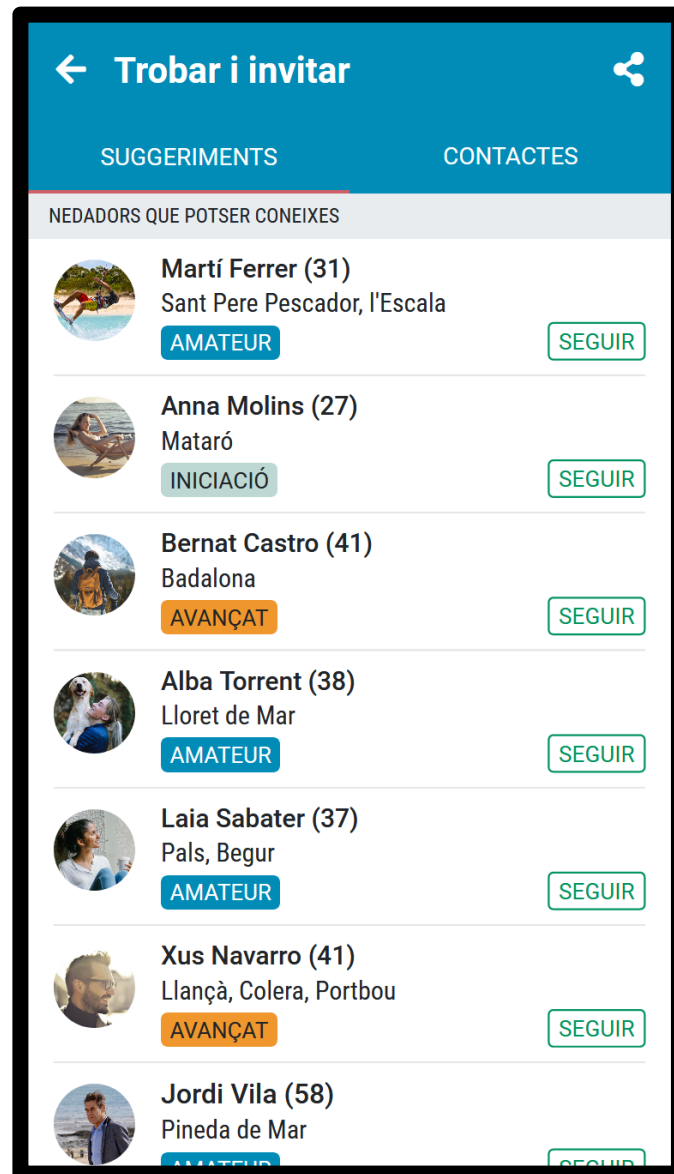 Trobar i invitar
SUGGERIMENTS
CONTACTES
NEDADORS QUE POTSER CONEIXES
Martí Ferrer (31)
Sant Pere Pescador, l'Escala
AMATEUR
SEGUIR
Anna Molins (27)
Mataró
INICIACIÓ
SEGUIR
Bernat Castro (41)
Badalona
AVANÇAT
SEGUIR
Alba Torrent (38)
Lloret de Mar
AMATEUR
SEGUIR
Laia Sabater (37)
Pals, Begur
AMATEUR
SEGUIR
Xus Navarro (41)
Llançà, Colera, Portbou
AVANÇAT
SEGUIR
Jordi Vila (58)
Pineda de Mar
AMATEUR
SEGUIR